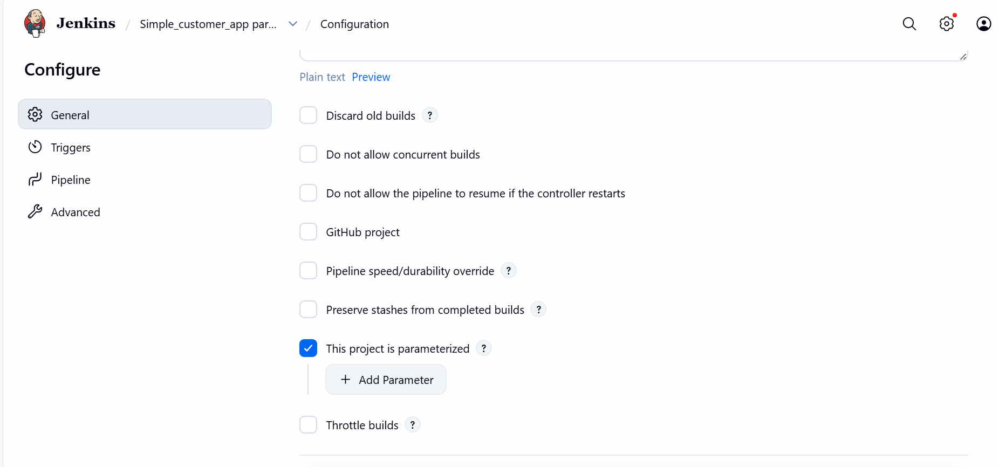 Jenkins / Simple_customer_app par... / Configuration
Configure
General
Triggers
Pipeline
Advanced
Plain text Preview
Discard old builds ?
Do not allow concurrent builds
Do not allow the pipeline to resume if the controller restarts
GitHub project
Pipeline speed/durability override ?
Preserve stashes from completed builds ?
This project is parameterized ?
+ Add Parameter
Throttle builds ?